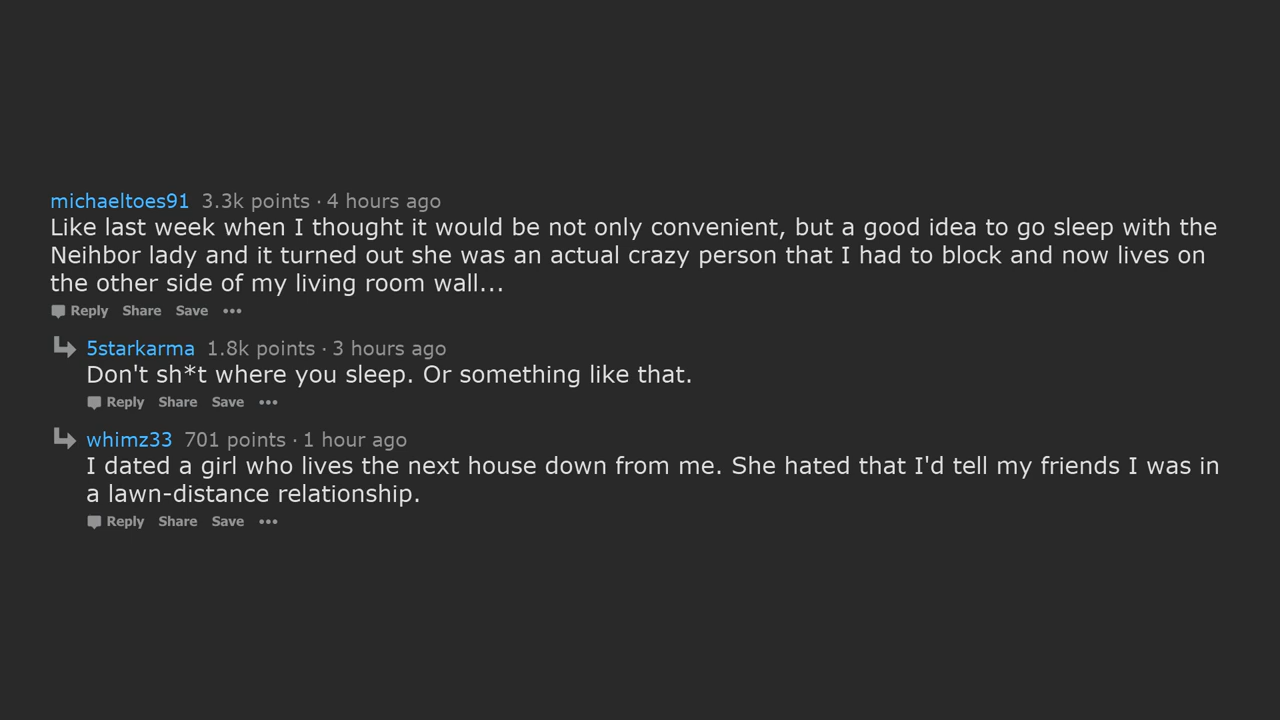 michaeltoes91 3.3k points · 4 hours ago
Like last week when I thought it would be not only convenient, but a good idea to go sleep with the
Neihbor lady and it turned out she was an actual crazy person that I had to block and now lives on
the other side of my living room wall...
Reply Share Save •••
5starkarma 1.8k points · 3 hours ago
Don't sh*t where you sleep. Or something like that.
Reply Share Save •••
whimz33 701 points · 1 hour ago
I dated a girl who lives the next house down from me. She hated that I'd tell my friends I was in
a lawn-distance relationship.
Reply Share Save •••